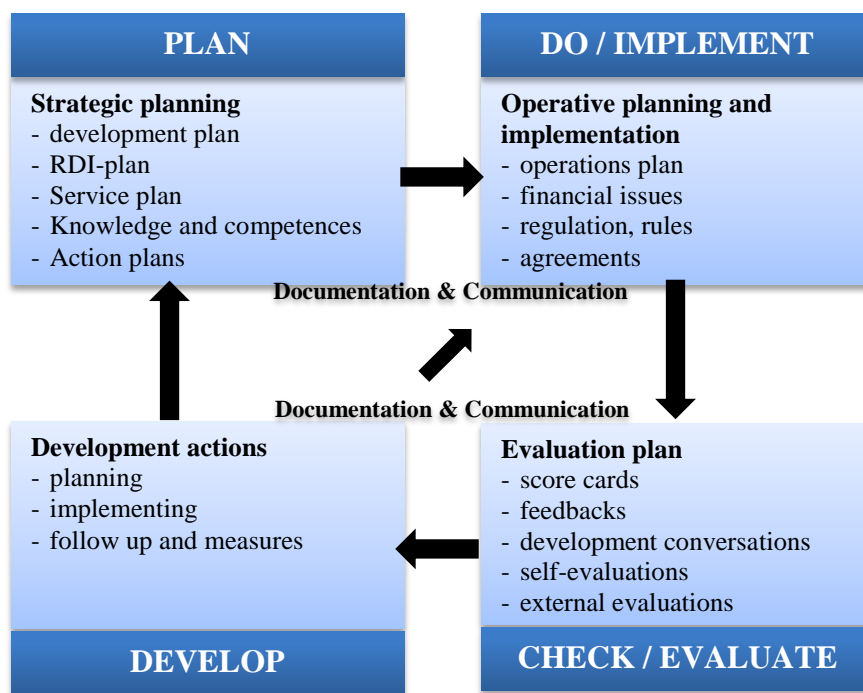 PLAN
Strategic planning
- development plan
- RDI-plan
- Service plan
- Knowledge and competences
- Action plans
DO / IMPLEMENT
Operative planning and
implementation
- operations plan
- financial issues
- regulation, rules
- agreements
Documentation & Communication
Documentation & Communication
Development actions
- planning
- implementing
- follow up and measures
DEVELOP
Evaluation plan
- score cards
- feedbacks
- development conversations
- self-evaluations
- external evaluations
CHECK / EVALUATE